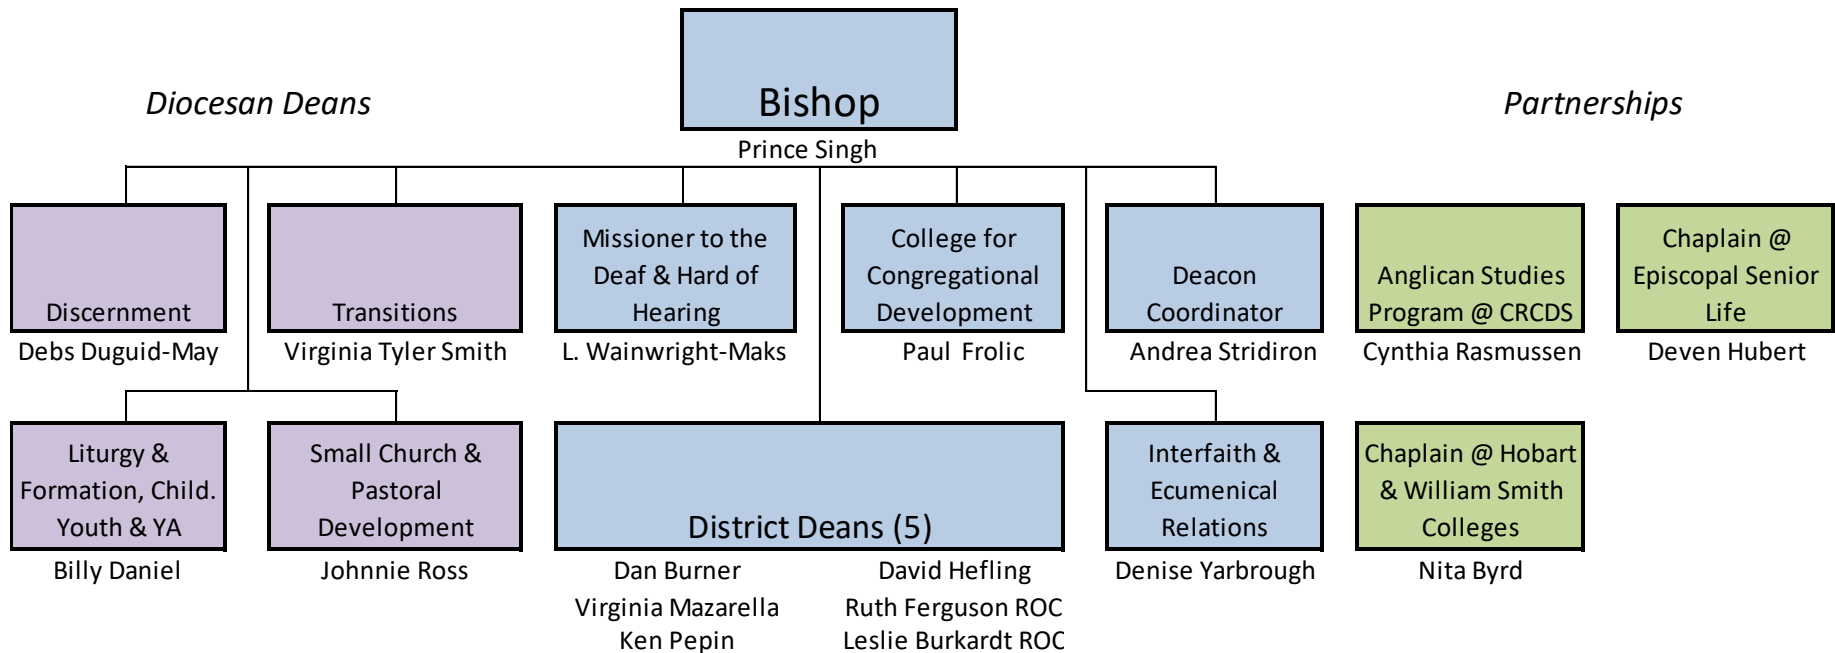 Diocesan Deans
Bishop
Partnerships
Prince Singh
Discernment
Debs Duguid-May
Transitions
Virginia Tyler Smith
Missioner to the
Deaf & Hard of
Hearing
L. Wainwright-Maks
College for
Congregational
Development
Paul Frolic
Deacon
Coordinator
Andrea Stridiron
Anglican Studies
Program @ CRCDS
Cynthia Rasmussen
Chaplain @
Episcopal Senior
Life
Deven Hubert
Liturgy &
Formation, Child.
Youth & YA
Billy Daniel
Small Church &
Pastoral
Development
Johnnie Ross
District Deans (5)
Dan Burner
Virginia Mazarella
Ken Pepin
David Hefling
Ruth Ferguson ROC
Leslie Burkardt ROC
Interfaith &
Ecumenical
Relations
Denise Yarbrough
Chaplain @ Hobart
& William Smith
Colleges
Nita Byrd